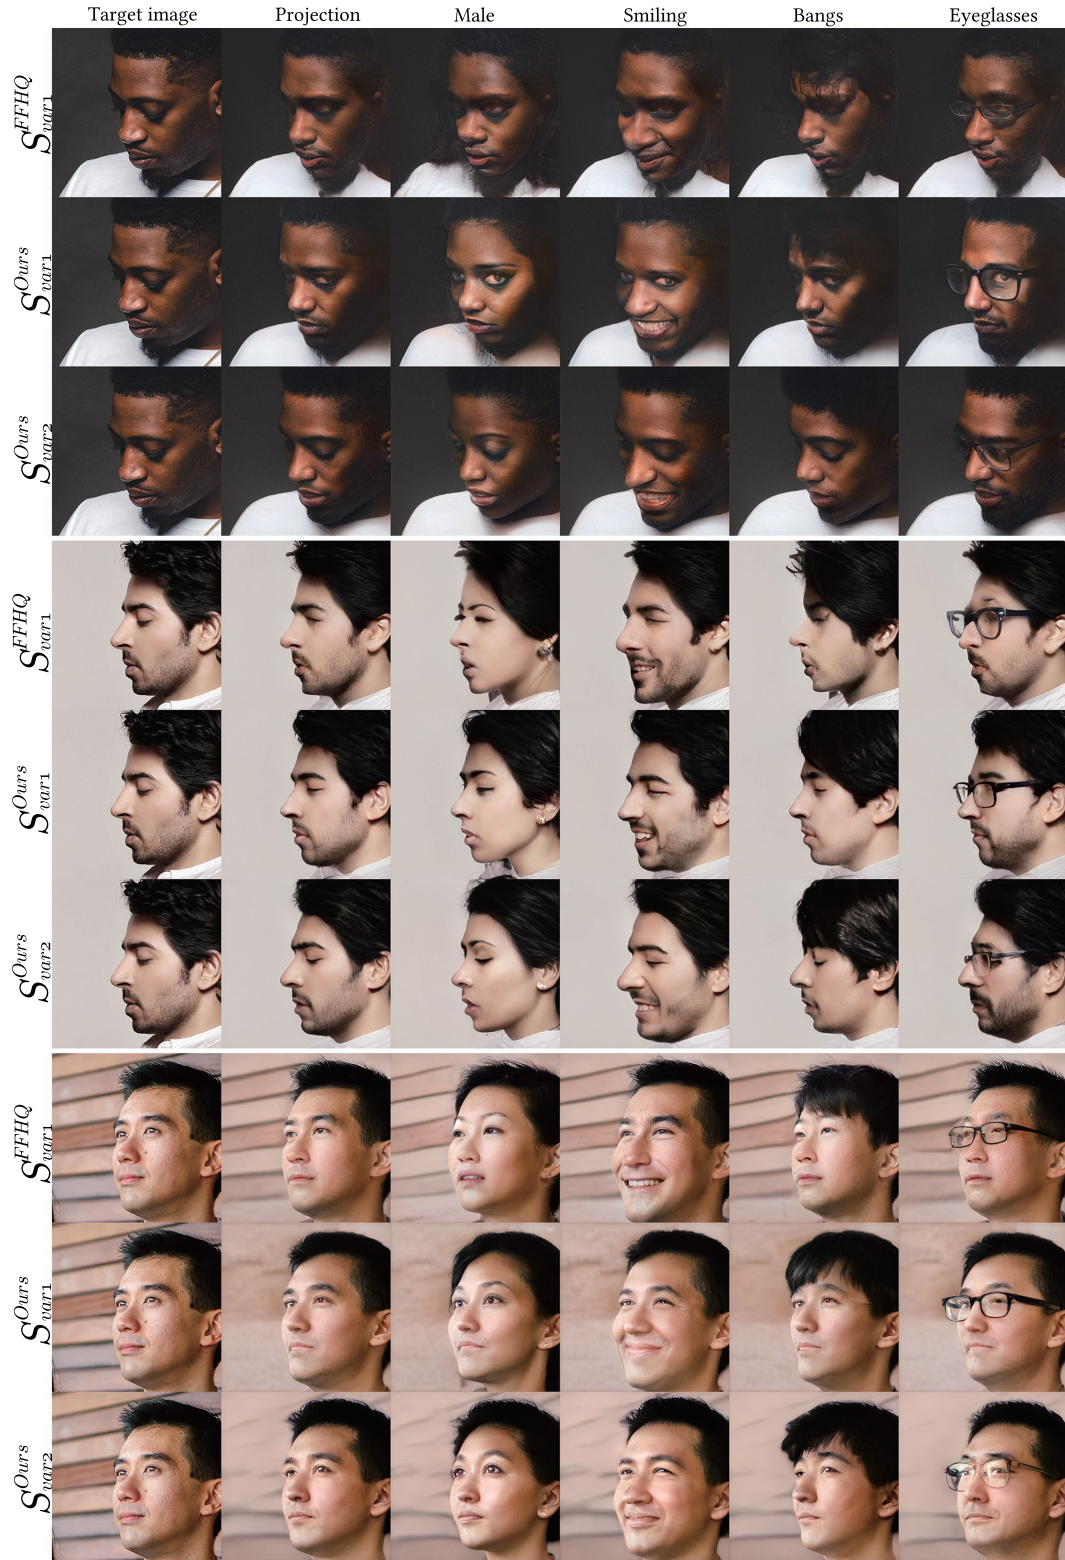 Target image Projection Male Smiling Bangs Eyeglasses
S^{FFHQ}_{var1}
S^{Ours}_{var1}
S^{Ours}_{var2}
S^{FFHQ}_{var1}
S^{Ours}_{var1}
S^{Ours}_{var2}
S^{FFHQ}_{var1}
S^{Ours}_{var1}
S^{Ours}_{var2}